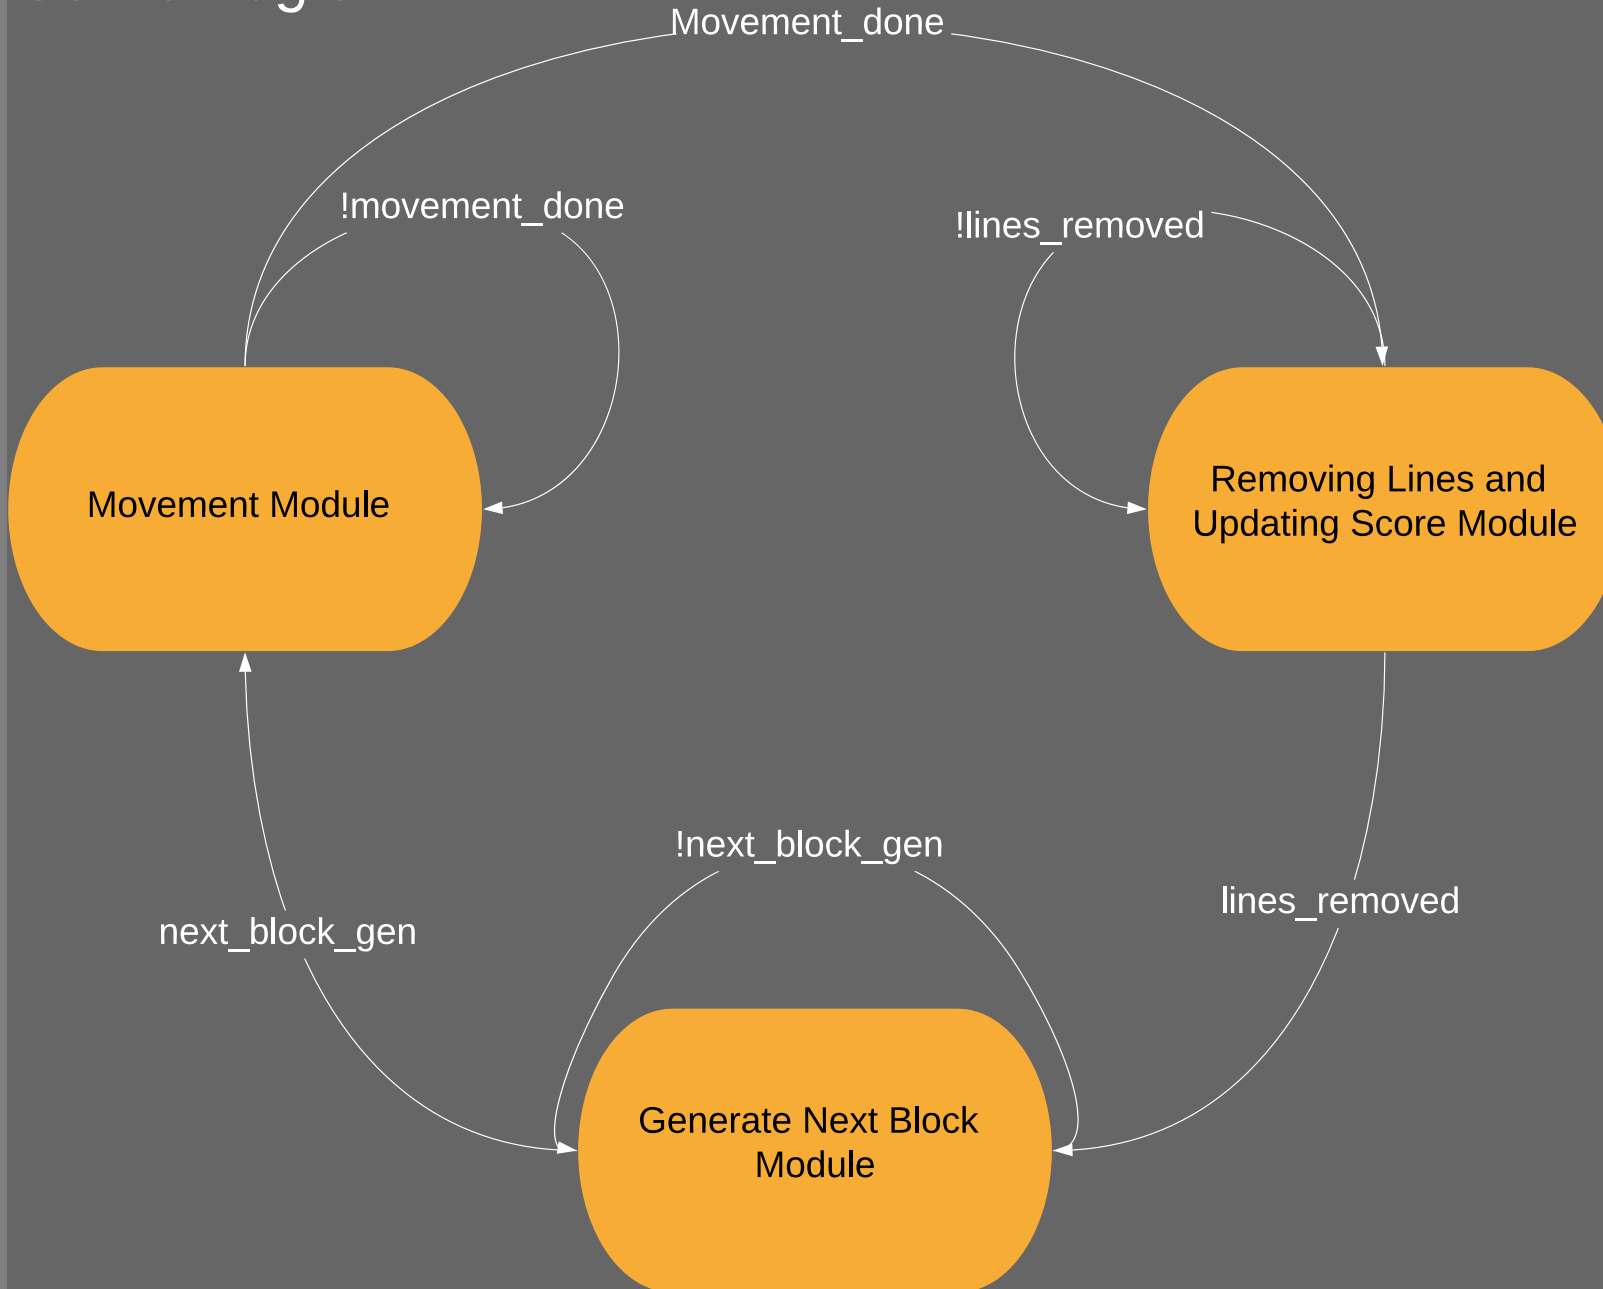 Movement_done
!movement_done
!lines_removed
Movement Module
Removing Lines and
Updating Score Module
!next_block_gen
lines_removed
next_block_gen
Generate Next Block
Module